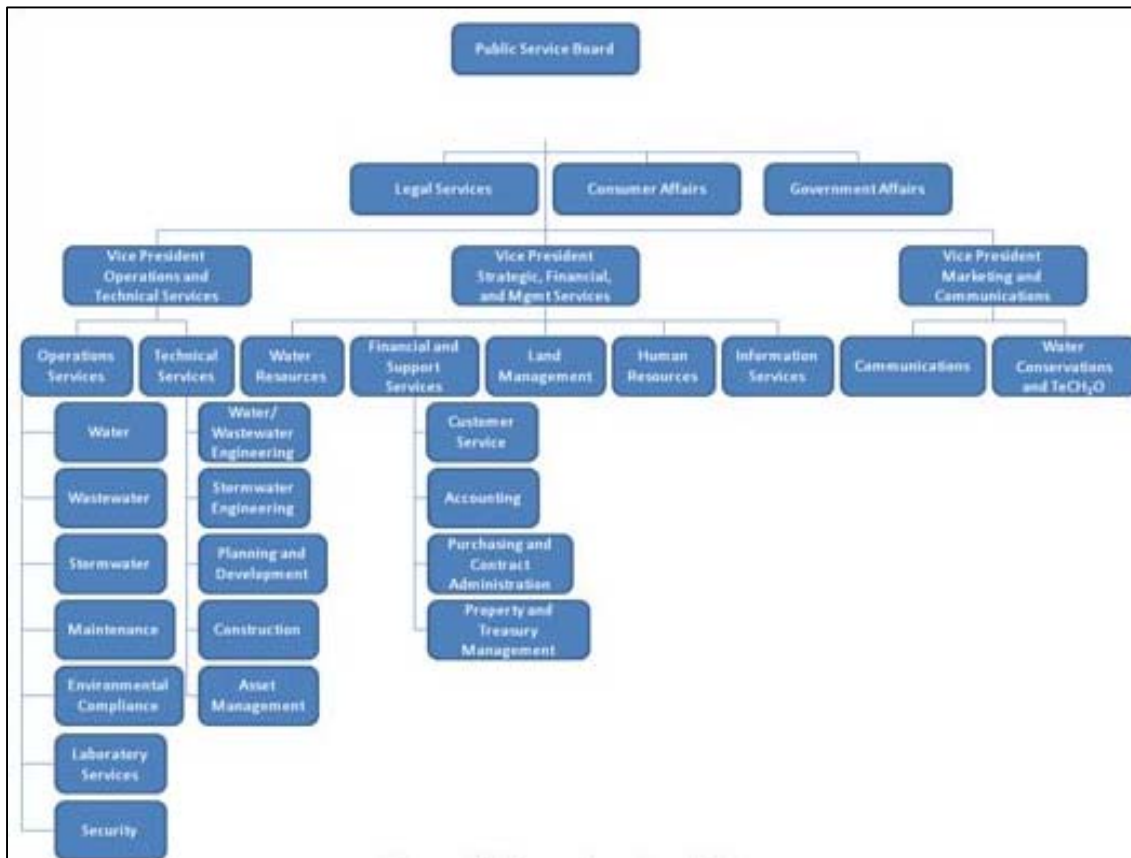 Public Service Board
Legal Services
Consumer Affairs
Government Affairs
Vice President
Operations and
Technical Services
Vice President
Strategic, Financial,
and Mgmt Services
Vice President
Marketing and
Communications
Operations
Services
Technical
Services
Water
Resources
Financial and
Support
Services
Land
Management
Human
Resources
Information
Services
Communications
Water
Conservations
and TeCH₂O
Water
Wastewater
Stormwater
Maintenance
Environmental
Compliance
Laboratory
Services
Security
Water/
Wastewater
Engineering
Stormwater
Engineering
Planning and
Development
Construction
Asset
Management
Customer
Service
Accounting
Purchasing and
Contract
Administration
Property and
Treasury
Management